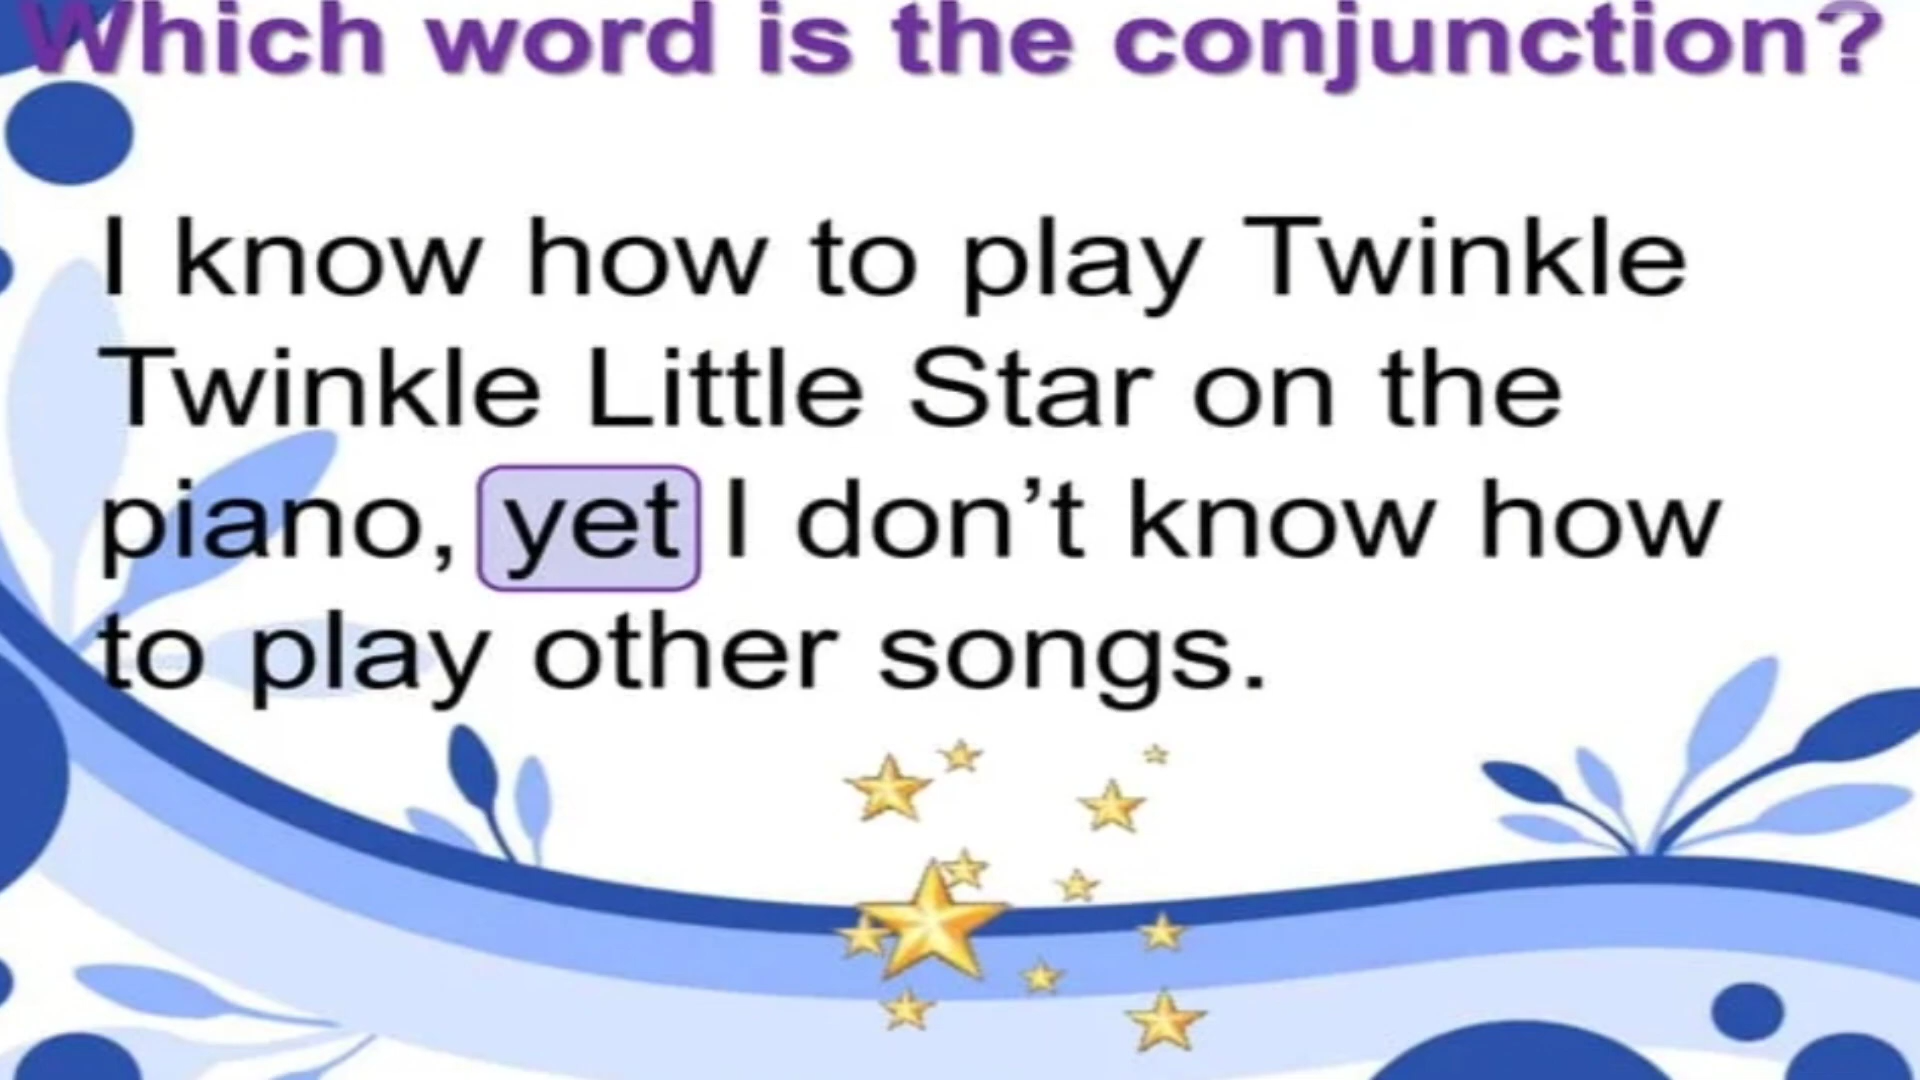 Which word is the conjunction?
I know how to play Twinkle
Twinkle Little Star on the
piano, yet I don’t know how
to play other songs.